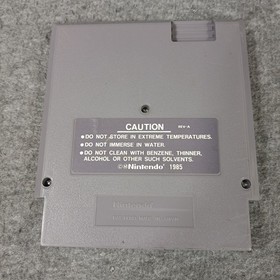 CAUTION REV-A
● DO NOT STORE IN EXTREME TEMPERATURES.
● DO NOT IMMERSE IN WATER.
● DO NOT CLEAN WITH BENZENE, THINNER,
ALCOHOL OR OTHER SUCH SOLVENTS.
©®Nintendo® 1985